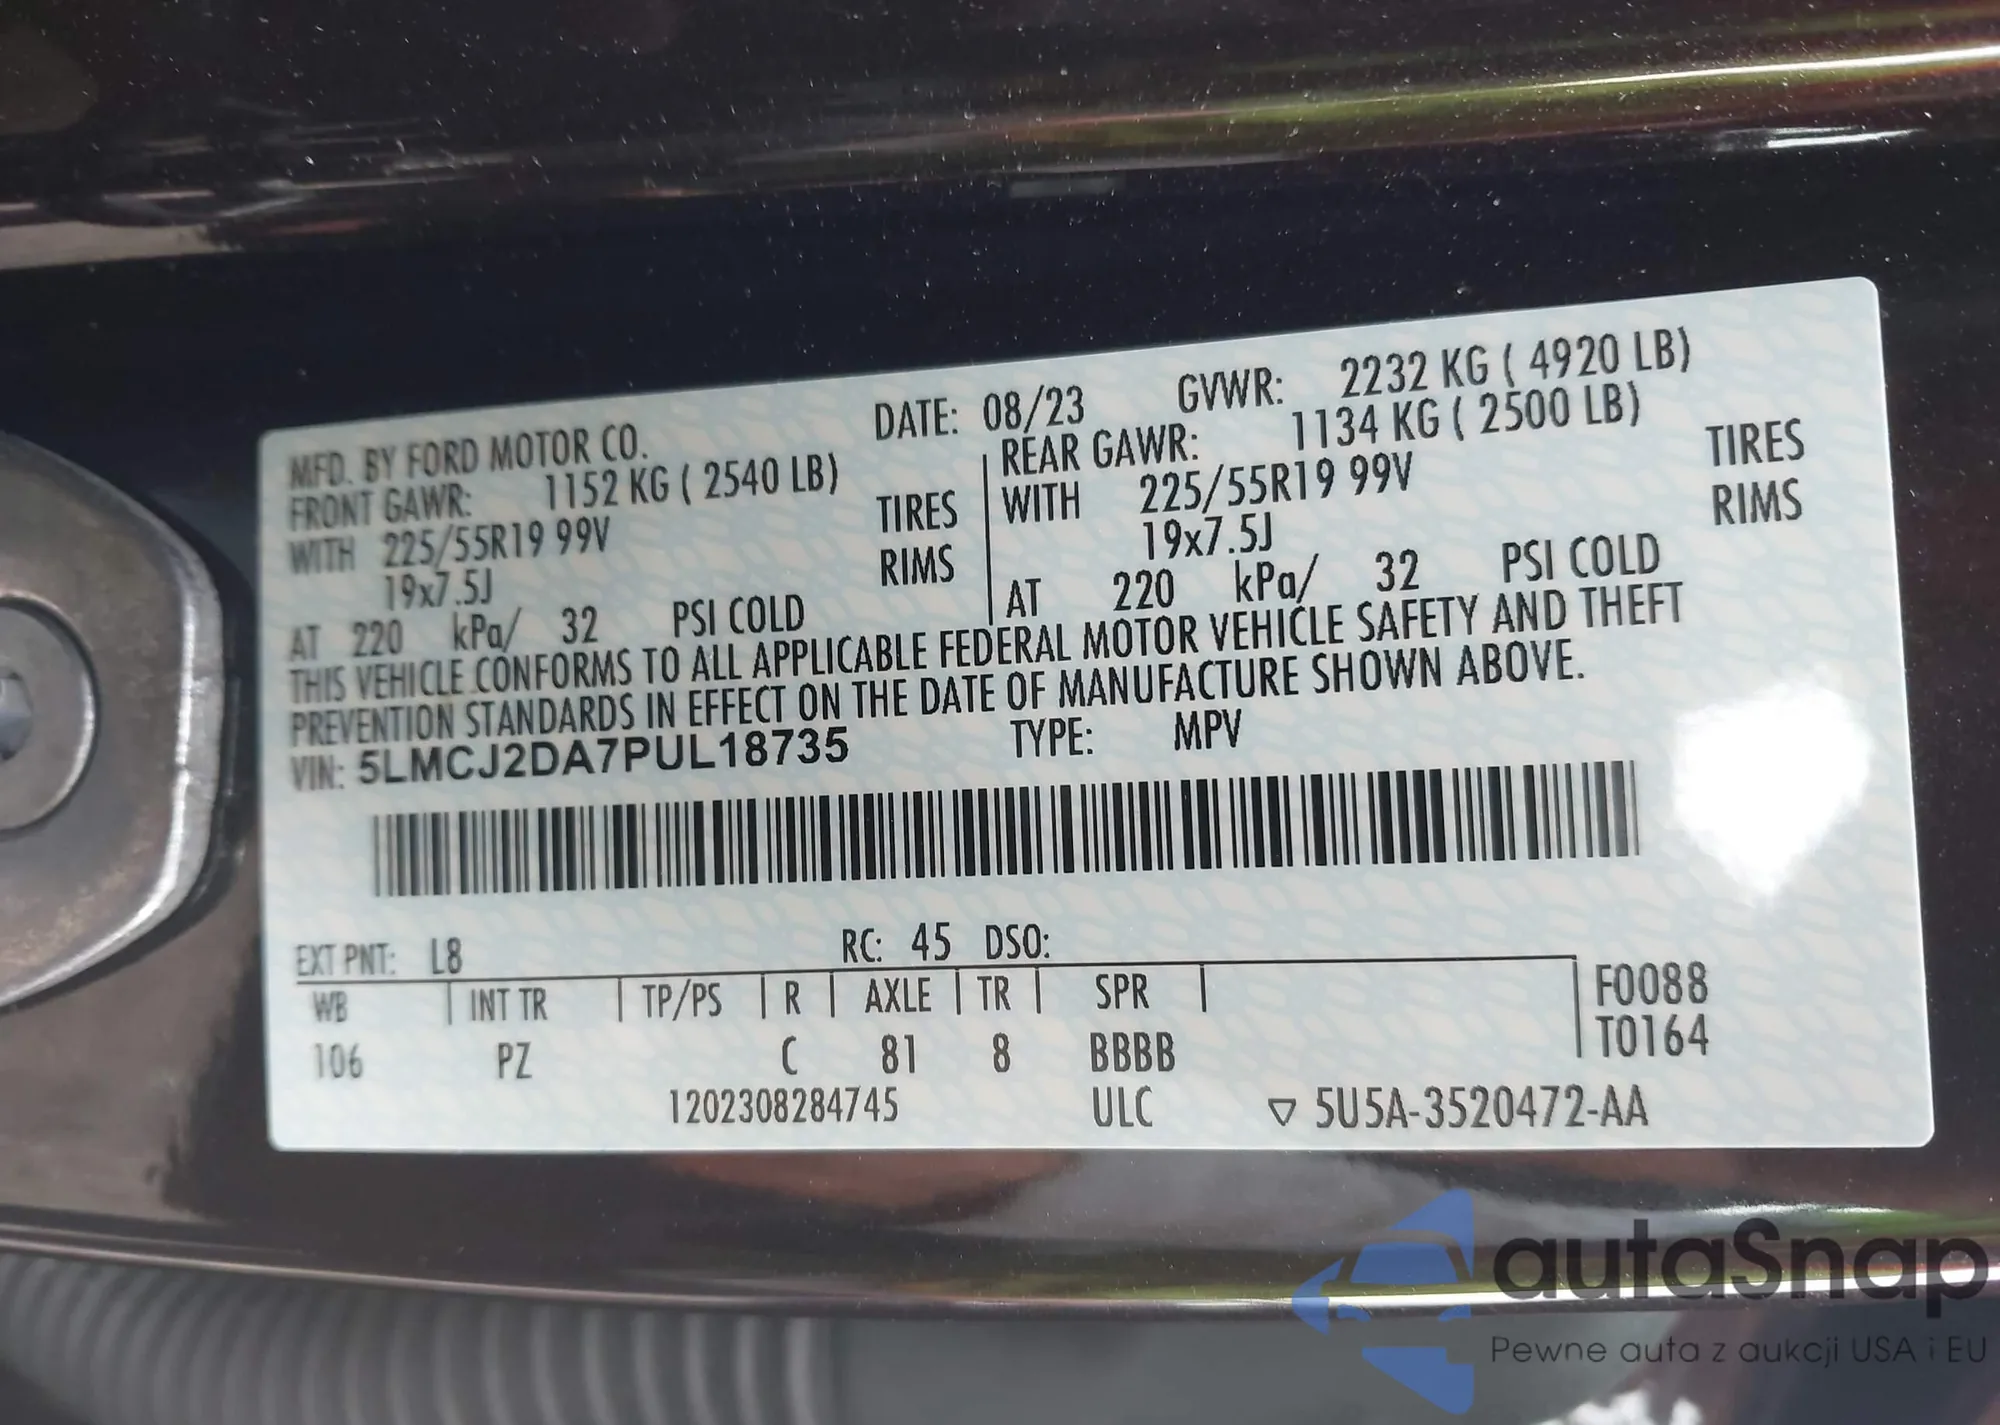 MFD. BY FORD MOTOR CO. DATE: 08/23 GVWR: 2232 KG ( 4920 LB)
FRONT GAWR: 1152 KG ( 2540 LB) REAR GAWR: 1134 KG ( 2500 LB)
WITH 225/55R19 99V TIRES WITH 225/55R19 99V TIRES
19x7.5J RIMS 19x7.5J RIMS
AT 220 kPa/ 32 PSI COLD AT 220 kPa/ 32 PSI COLD
THIS VEHICLE CONFORMS TO ALL APPLICABLE FEDERAL MOTOR VEHICLE SAFETY AND THEFT
PREVENTION STANDARDS IN EFFECT ON THE DATE OF MANUFACTURE SHOWN ABOVE.
VIN: 5LMCJ2DA7PUL18735 TYPE: MPV
EXT PNT: L8 RC: 45 DSO:
WB INT TR TP/PS R AXLE TR SPR F0088
106 PZ C 81 8 BBBB T0164
1202308284745 ULC ▽ 5U5A-3520472-AA
autaSnap
Pewne auta z aukcji USA i EU